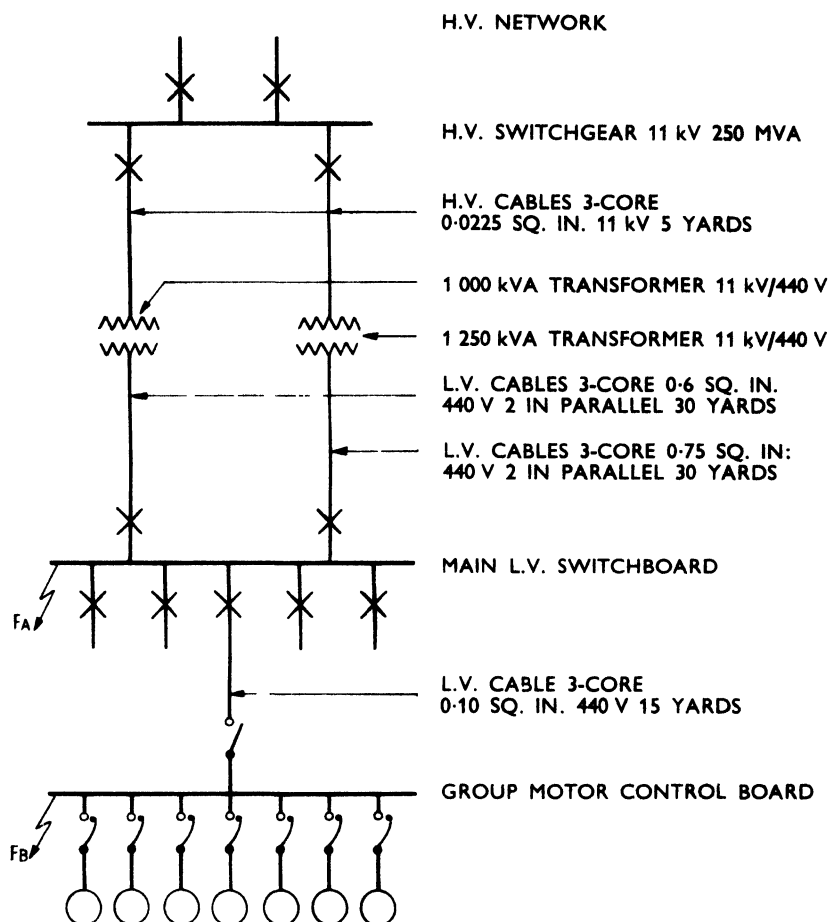 H.V. NETWORK
H.V. SWITCHGEAR 11 kV 250 MVA
H.V. CABLES 3-CORE
0·0225 SQ. IN. 11 kV 5 YARDS
1 000 kVA TRANSFORMER 11 kV/440 V
1 250 kVA TRANSFORMER 11 kV/440 V
L.V. CABLES 3-CORE 0·6 SQ. IN.
440 V 2 IN PARALLEL 30 YARDS
L.V. CABLES 3-CORE 0·75 SQ. IN:
440 V 2 IN PARALLEL 30 YARDS
MAIN L.V. SWITCHBOARD
FA
L.V. CABLE 3-CORE
0·10 SQ. IN. 440 V 15 YARDS
GROUP MOTOR CONTROL BOARD
FB